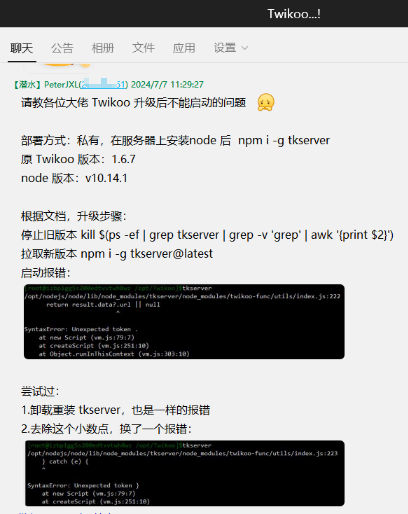 Twikoo...!
聊天 公告 相册 文件 应用 设置
【潜水】PeterJXL(2 51) 2024/7/7 11:29:27
请教各位大佬 Twikoo 升级后不能启动的问题
部署方式：私有，在服务器上安装node 后 npm i -g tkserver
原 Twikoo 版本：1.6.7
node 版本：v10.14.1
根据文档，升级步骤：
停止旧版本 kill $(ps -ef | grep tkserver | grep -v 'grep' | awk '{print $2}')
拉取新版本 npm i -g tkserver@latest
启动报错：
/opt/Twikoo]$tkserver
/opt/nodejs/node/lib/node_modules/tkserver/node_modules/twikoo-func/utils/index.js:222
return result.data?.url || null
^
SyntaxError: Unexpected token .
at new Script (vm.js:79:7)
at createScript (vm.js:251:10)
at Object.runInThisContext (vm.js:303:10)
尝试过：
1.卸载重装 tkserver，也是一样的报错
2.去除这个小数点，换了一个报错：
/opt/Twikoo]$tkserver
/opt/nodejs/node/lib/node_modules/tkserver/node_modules/twikoo-func/utils/index.js:223
} catch (e) {
^
SyntaxError: Unexpected token }
at new Script (vm.js:79:7)
at createScript (vm.js:251:10)